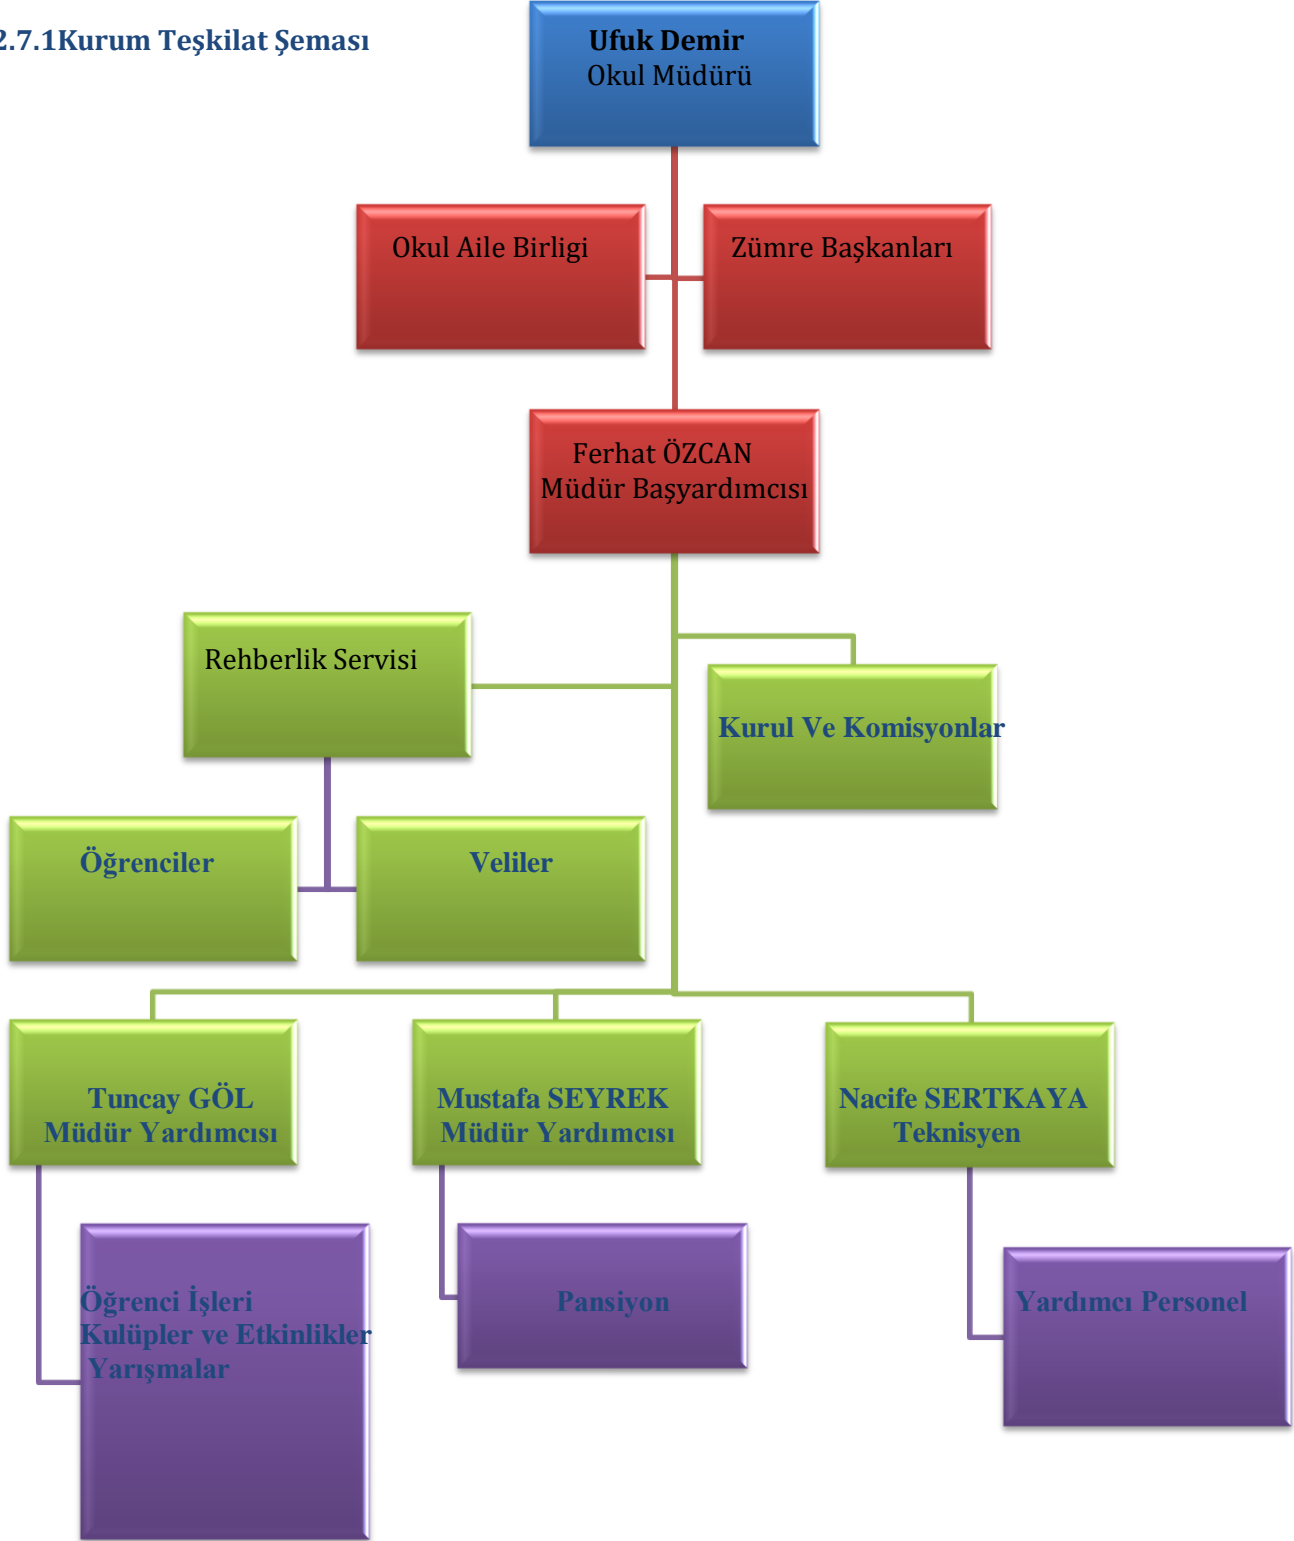 2.7.1Kurum Teşkilat Şeması
Ufuk Demir
Okul Müdürü
Okul Aile Birligi
Zümre Başkanları
Ferhat ÖZCAN
Müdür Başyardımcısı
Rehberlik Servisi
Kurul Ve Komisyonlar
Öğrenciler
Veliler
Tuncay GÖL
Müdür Yardımcısı
Mustafa SEYREK
Müdür Yardımcısı
Nacife SERTKAYA
Teknisyen
Öğrenci İşleri
Kulüpler ve Etkinlikler
Yarışmalar
Pansiyon
Yardımcı Personel